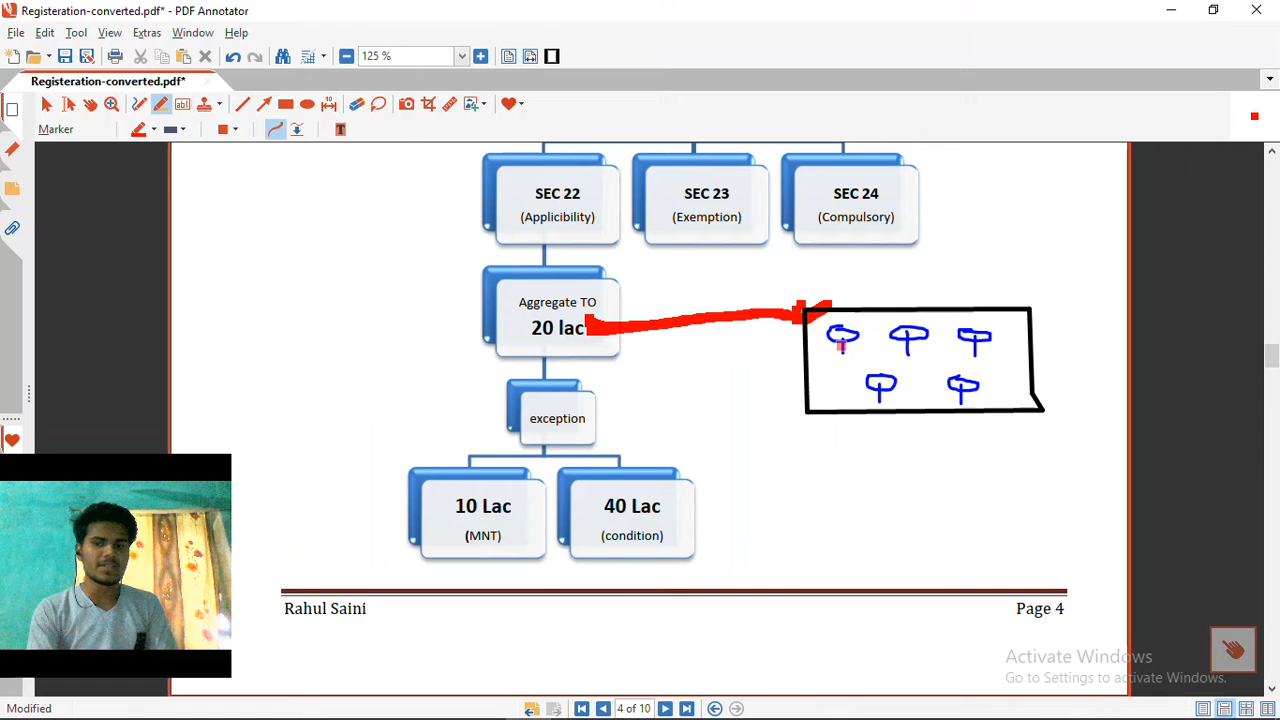 Registeration-converted.pdf* - PDF Annotator
File Edit Tool View Extras Window Help
125 %
Registeration-converted.pdf*
Marker
SEC 22
(Applicibility)
SEC 23
(Exemption)
SEC 24
(Compulsory)
Aggregate TO
20 lac
exception
10 Lac
(MNT)
40 Lac
(condition)
Rahul Saini
Page 4
Activate Windows
Go to Settings to activate Windows.
Modified
4 of 10